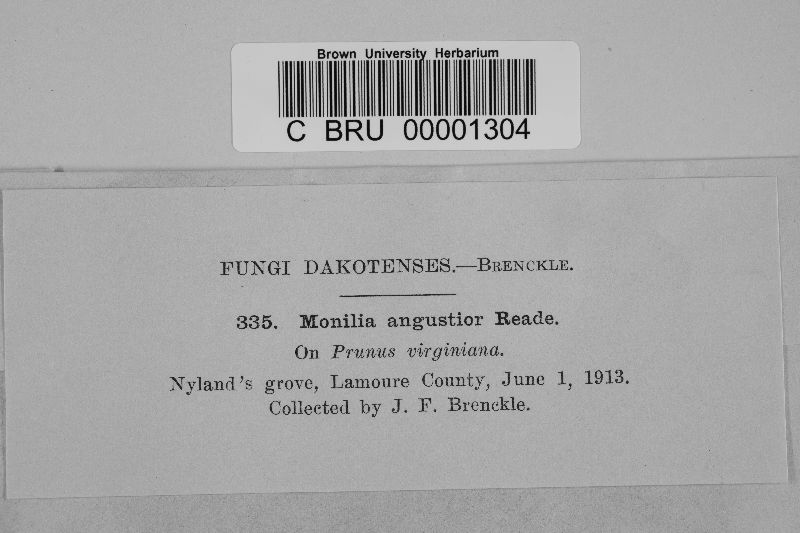 Brown University Herbarium
C BRU 00001304
FUNGI DAKOTENSES.—BRENCKLE.
335. Monilia angustior Reade.
On Prunus virginiana.
Nyland's grove, Lamoure County, June 1, 1913.
Collected by J. F. Brenckle.